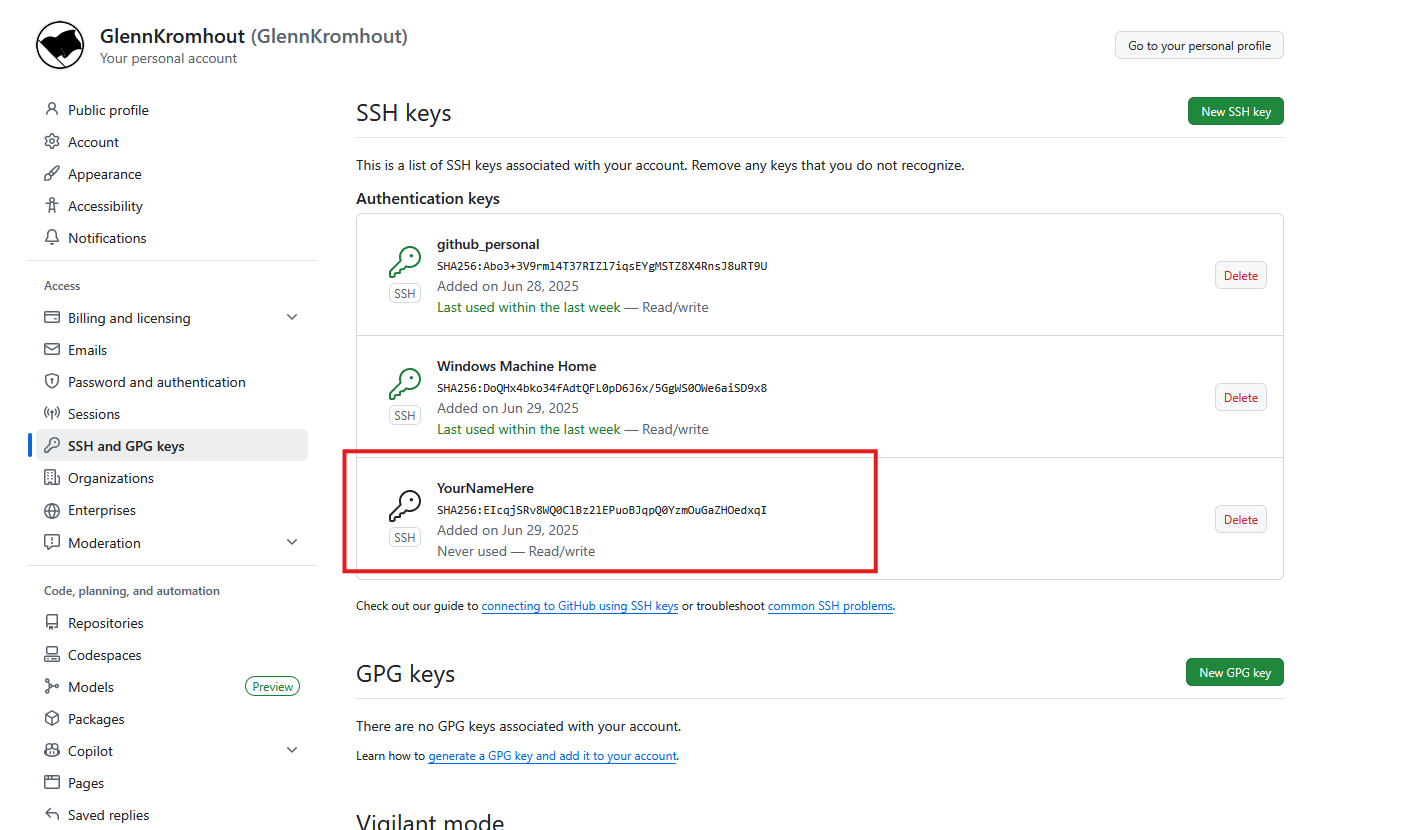 GlennKromhout (GlennKromhout)
Your personal account
Go to your personal profile
Public profile
Account
Appearance
Accessibility
Notifications
Access
Billing and licensing
Emails
Password and authentication
Sessions
SSH and GPG keys
Organizations
Enterprises
Moderation
Code, planning, and automation
Repositories
Codespaces
Models Preview
Packages
Copilot
Pages
Saved replies
SSH keys
New SSH key
This is a list of SSH keys associated with your account. Remove any keys that you do not recognize.
Authentication keys
github_personal
SHA256:Abo3+3V9rml4T37RIZl7iqsEYgMSTZ8X4RnsJ8uRT9U
SSH
Added on Jun 28, 2025
Last used within the last week — Read/write
Delete
Windows Machine Home
SHA256:DoQHx4bko34fAdtQFL0pD6J6x/5GgWS0OWe6aiSD9x8
SSH
Added on Jun 29, 2025
Last used within the last week — Read/write
Delete
YourNameHere
SHA256:EIcqjSRv8WQ0ClBz2lEPuoBJqpQ0YzmOuGaZHOedxqI
SSH
Added on Jun 29, 2025
Never used — Read/write
Delete
Check out our guide to connecting to GitHub using SSH keys or troubleshoot common SSH problems.
GPG keys
New GPG key
There are no GPG keys associated with your account.
Learn how to generate a GPG key and add it to your account.
Vigilant mode